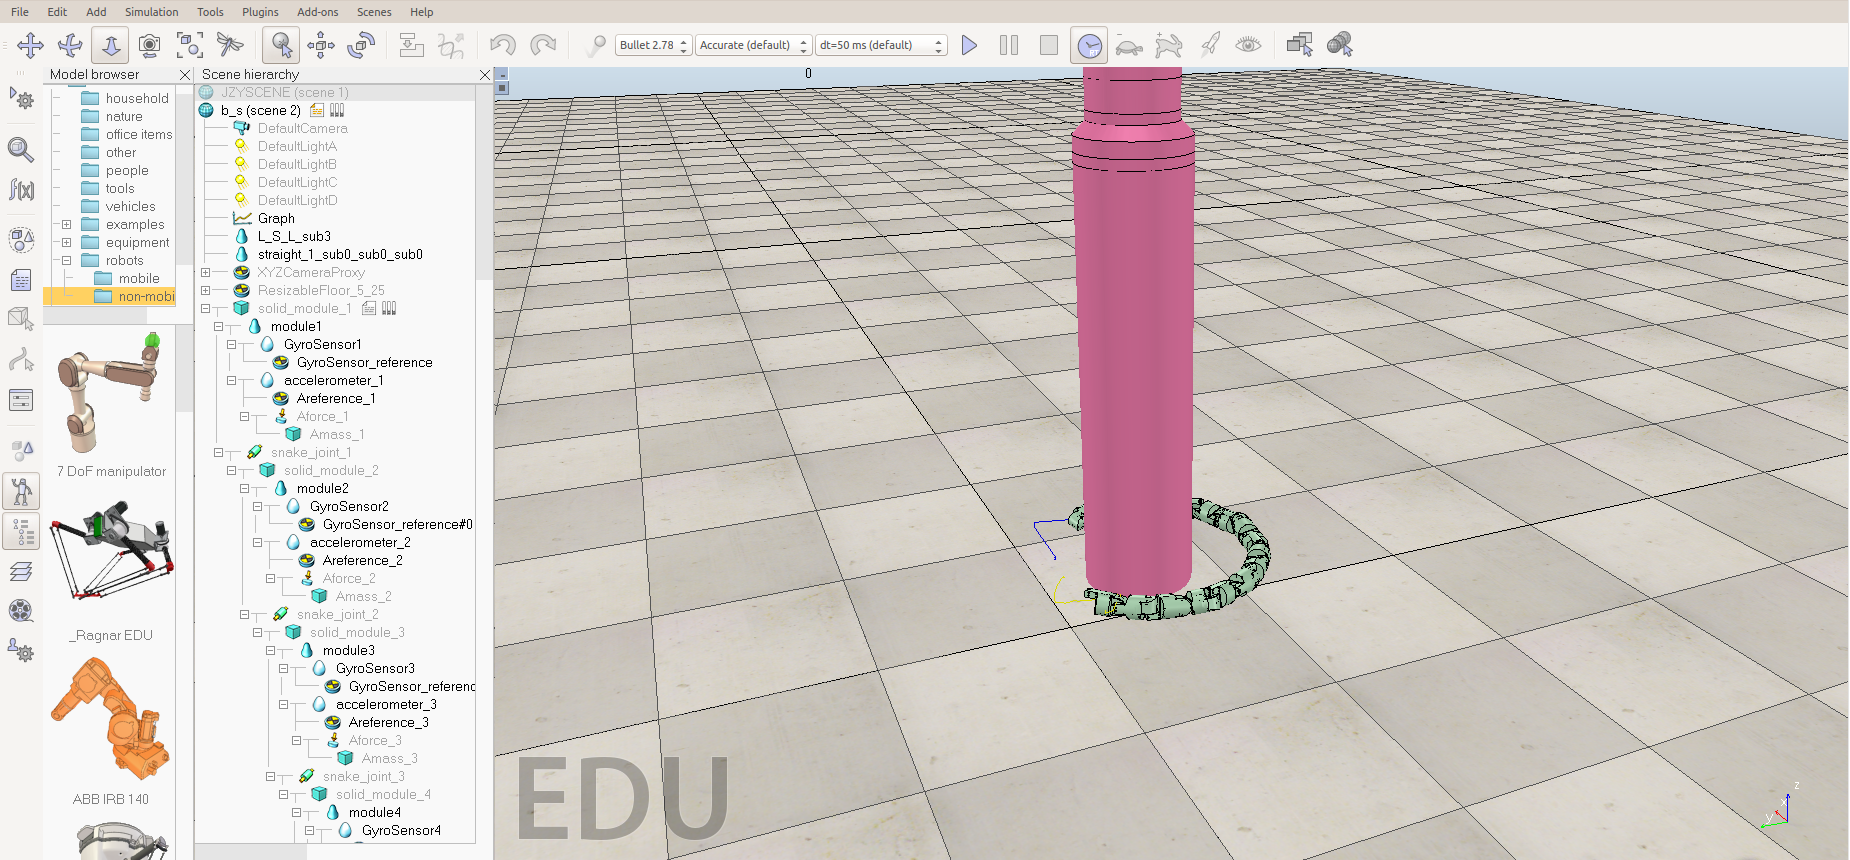 File Edit Add Simulation Tools Plugins Add-ons Scenes Help
Bullet 2.78 Accurate (default) dt=50 ms (default)
Model browser
household
nature
office items
other
people
tools
vehicles
examples
equipment
robots
mobile
non-mobi
7 DoF manipulator
_Ragnar EDU
ABB IRB 140
Scene hierarchy
JZYSCENE (scene 1)
b_s (scene 2)
DefaultCamera
DefaultLightA
DefaultLightB
DefaultLightC
DefaultLightD
Graph
L_S_L_sub3
straight_1_sub0_sub0_sub0
XYZCameraProxy
ResizableFloor_5_25
solid_module_1
module1
GyroSensor1
GyroSensor_reference
accelerometer_1
Areference_1
Aforce_1
Amass_1
snake_joint_1
solid_module_2
module2
GyroSensor2
GyroSensor_reference#0
accelerometer_2
Areference_2
Aforce_2
Amass_2
snake_joint_2
solid_module_3
module3
GyroSensor3
GyroSensor_referenc
accelerometer_3
Areference_3
Aforce_3
Amass_3
snake_joint_3
solid_module_4
module4
GyroSensor4
0
EDU
z
x
y
f(x)